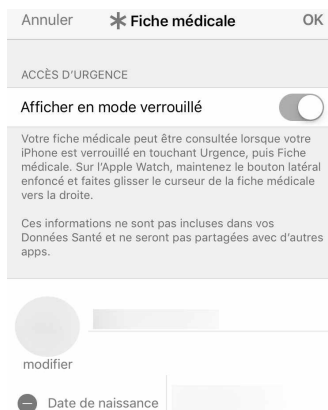 Annuler Fiche médicale OK
ACCÈS D'URGENCE
Afficher en mode verrouillé
Votre fiche médicale peut être consultée lorsque votre
iPhone est verrouillé en touchant Urgence, puis Fiche
médicale. Sur l'Apple Watch, maintenez le bouton latéral
enfoncé et faites glisser le curseur de la fiche médicale
vers la droite.
Ces informations ne sont pas incluses dans vos
Données Santé et ne seront pas partagées avec d'autres
apps.
modifier
Date de naissance